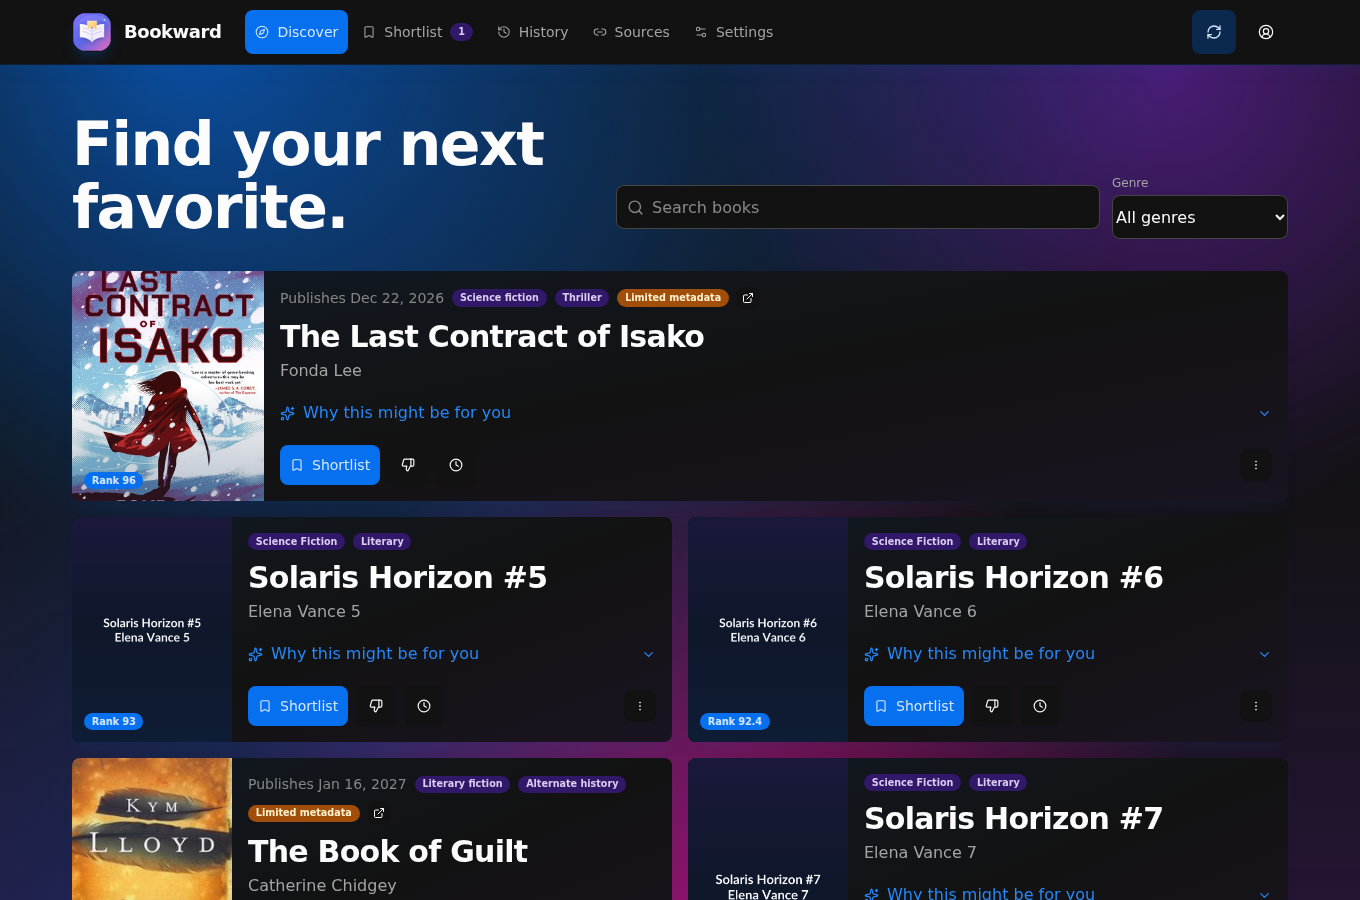 Bookward
Discover
Shortlist 1
History
Sources
Settings
Find your next
favorite.
Search books
Genre
All genres
LAST
CONTRACT
OF
ISAKO
Rank 96
Publishes Dec 22, 2026 Science fiction Thriller Limited metadata
The Last Contract of Isako
Fonda Lee
Why this might be for you
Shortlist
Solaris Horizon #5
Elena Vance 5
Rank 93
Science Fiction Literary
Solaris Horizon #5
Elena Vance 5
Why this might be for you
Shortlist
Solaris Horizon #6
Elena Vance 6
Rank 92.4
Science Fiction Literary
Solaris Horizon #6
Elena Vance 6
Why this might be for you
Shortlist
KYM
LLOYD
Publishes Jan 16, 2027 Literary fiction Alternate history
Limited metadata
The Book of Guilt
Catherine Chidgey
Solaris Horizon #7
Elena Vance 7
Science Fiction Literary
Solaris Horizon #7
Elena Vance 7
Why this might be for you